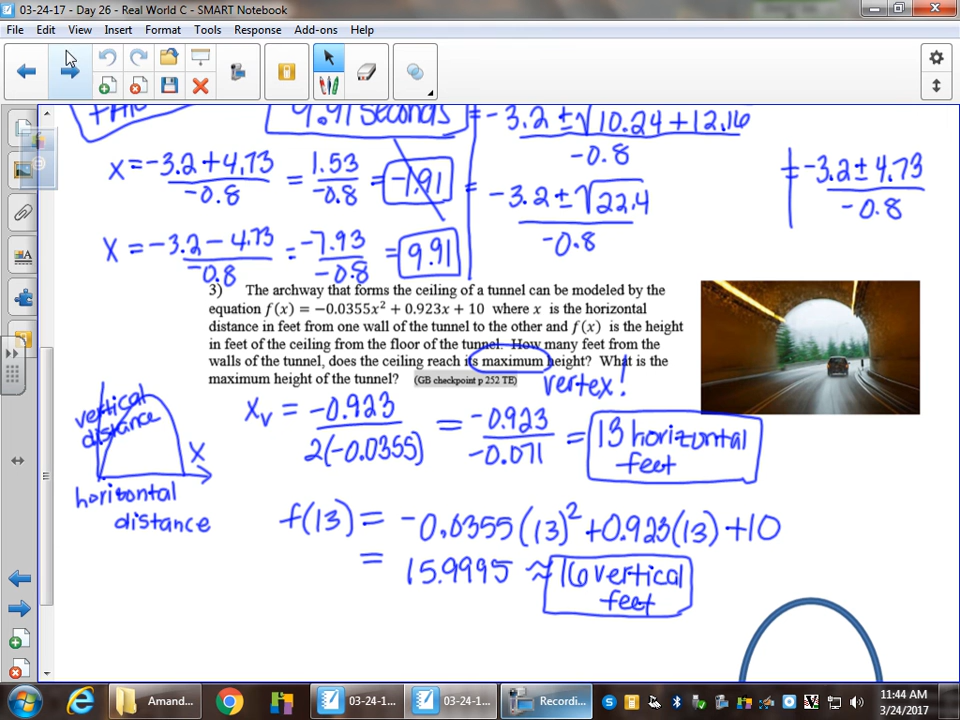 03-24-17 - Day 26 - Real World C - SMART Notebook
File Edit View Insert Format Tools Response Add-ons Help
9.91 seconds
= -3.2 ± √10.24 + 12.16
-0.8
x = -3.2 + 4.73 = 1.53 = -1.91
-0.8 -0.8
= -3.2 ± √22.4
-0.8
= -3.2 ± 4.73
-0.8
x = -3.2 - 4.73 = -7.93 = 9.91
-0.8 -0.8
3) The archway that forms the ceiling of a tunnel can be modeled by the
equation f(x) = −0.0355x² + 0.923x + 10 where x is the horizontal
distance in feet from one wall of the tunnel to the other and f(x) is the height
in feet of the ceiling from the floor of the tunnel. How many feet from the
walls of the tunnel, does the ceiling reach its maximum height? What is the
maximum height of the tunnel? (GB checkpoint p 252 TE)
vertex!
vertical
distance
x
horizontal
distance
xᵥ = -0.923 = -0.923 = 13 horizontal
2(-0.0355) -0.071 feet
f(13) = -0.0355(13)² + 0.923(13) + 10
= 15.9995 ≈ 16 vertical
feet
Amand... 03-24-1... 03-24-1... Recordi...
11:44 AM
3/24/2017